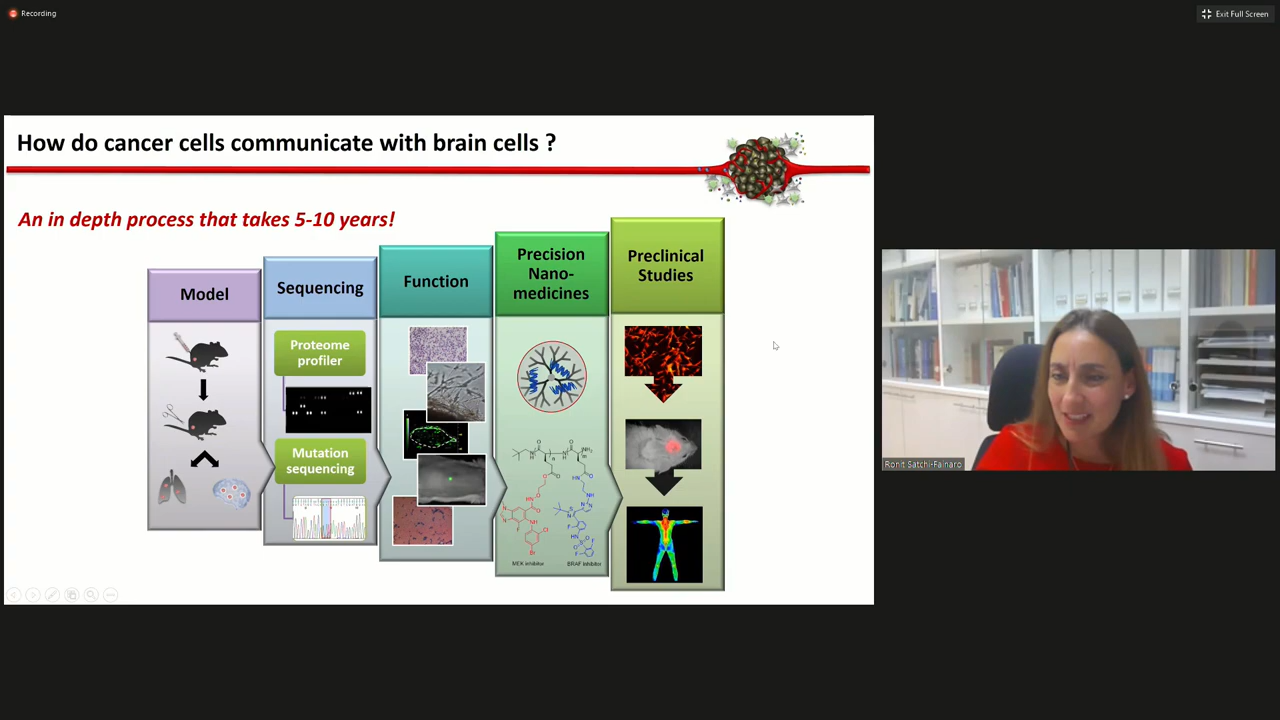 Recording
Exit Full Screen
How do cancer cells communicate with brain cells ?
An in depth process that takes 5-10 years!
Model
Sequencing
Proteome
profiler
Mutation
sequencing
Function
Precision
Nano-
medicines
MEK inhibitor
BRAF inhibitor
Preclinical
Studies
Ronit Satchi-Fainaro